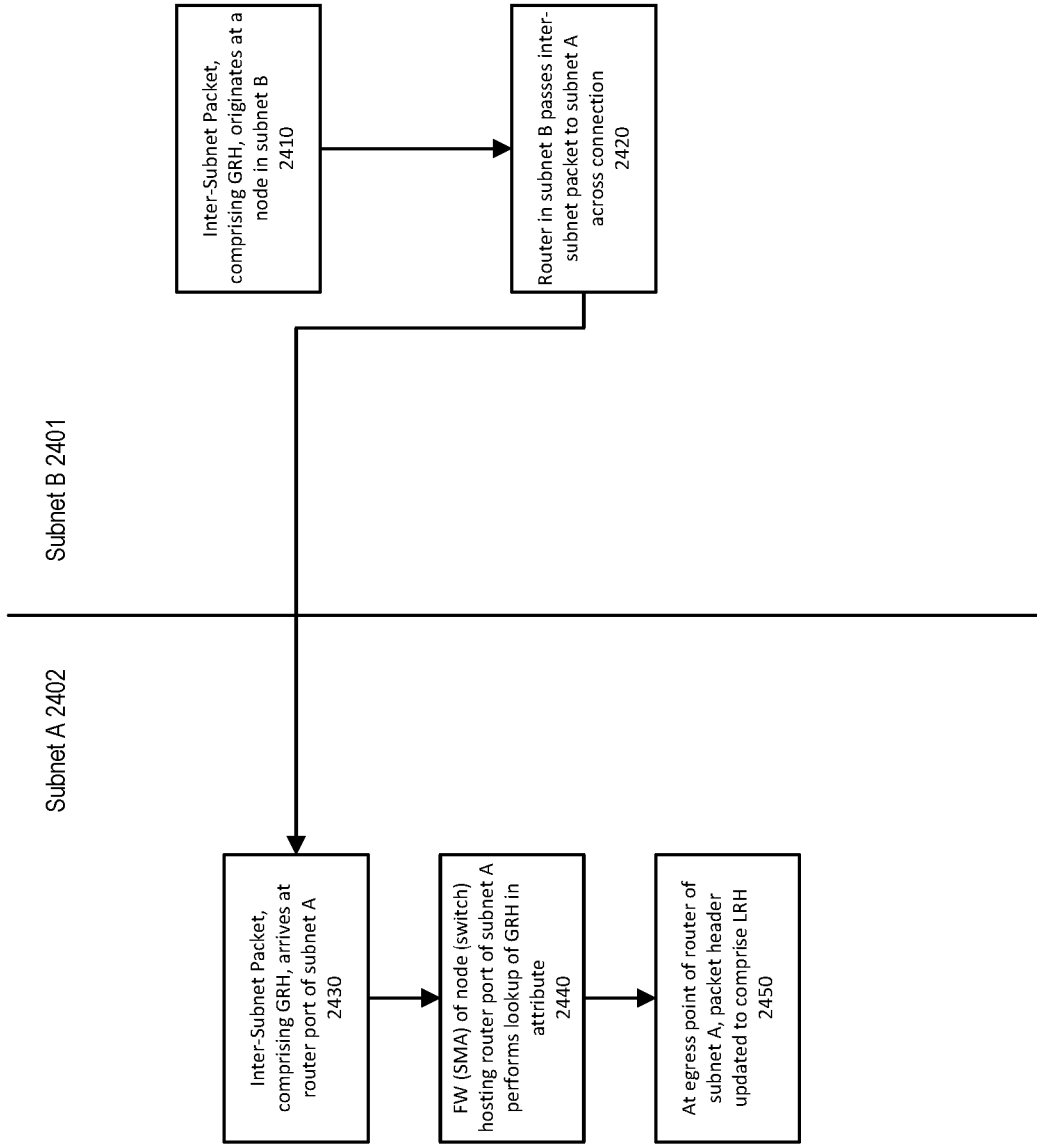 Subnet A 2402
Subnet B 2401
Inter-Subnet Packet,
comprising GRH, originates at a
node in subnet B
2410
Router in subnet B passes inter-
subnet packet to subnet A
across connection
2420
Inter-Subnet Packet,
comprising GRH, arrives at
router port of subnet A
2430
FW (SMA) of node (switch)
hosting router port of subnet A
performs lookup of GRH in
attribute
2440
At egress point of router of
subnet A, packet header
updated to comprise LRH
2450